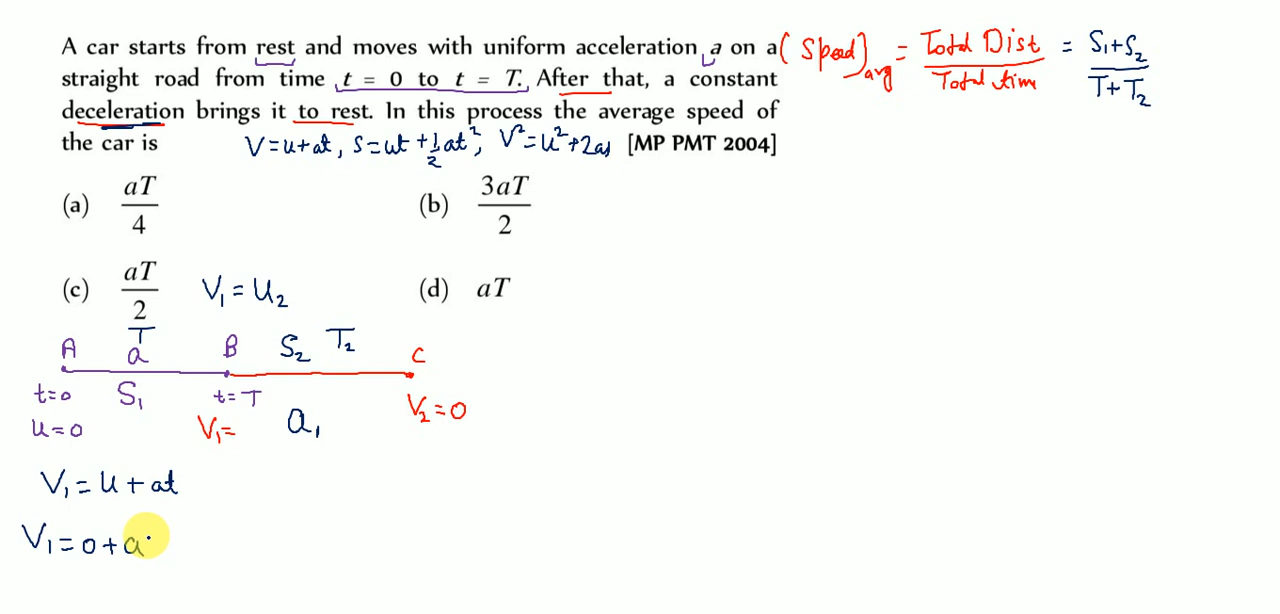 A car starts from rest and moves with uniform acceleration a on a
straight road from time t = 0 to t = T. After that, a constant
deceleration brings it to rest. In this process the average speed of
the car is [MP PMT 2004]
(Speed)avg = Total Dist / Total tim = S₁+S₂ / T+T₂
V=u+at, S=ut+½at², V²=u²+2as
(a) aT/4 (b) 3aT/2
(c) aT/2 (d) aT
V₁=U₂
T
A a B S₂ T₂ C
t=0 S₁ t=T V₂=0
u=0 V₁= a₁
V₁=u+at
V₁=0+a